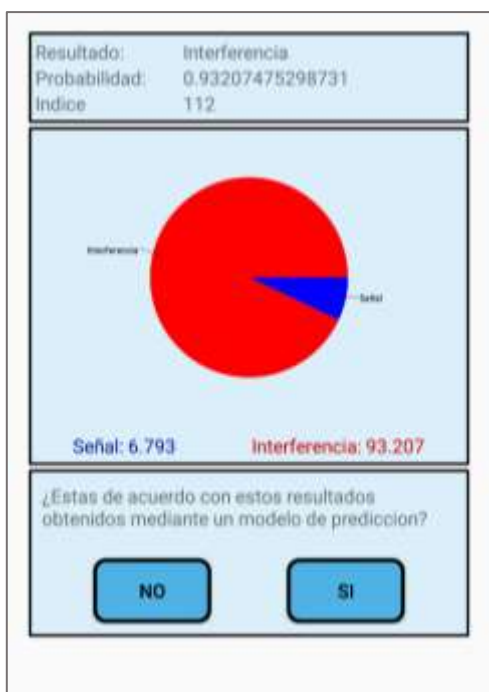 Resultado: Interferencia
Probabilidad: 0.93207475298731
Indice 112
Interferencia
Señal
Señal: 6.793 Interferencia: 93.207
¿Estas de acuerdo con estos resultados
obtenidos mediante un modelo de prediccion?
NO SI